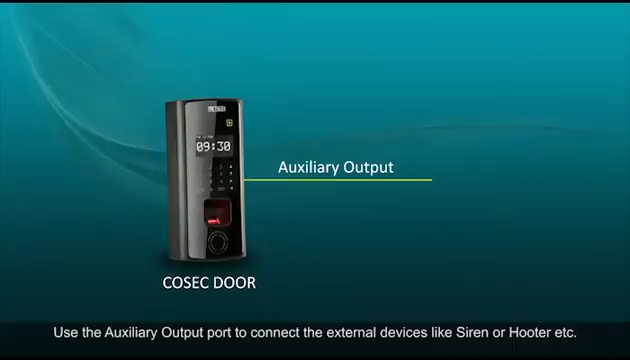 09:30
Auxiliary Output
COSEC DOOR
Use the Auxiliary Output port to connect the external devices like Siren or Hooter etc.